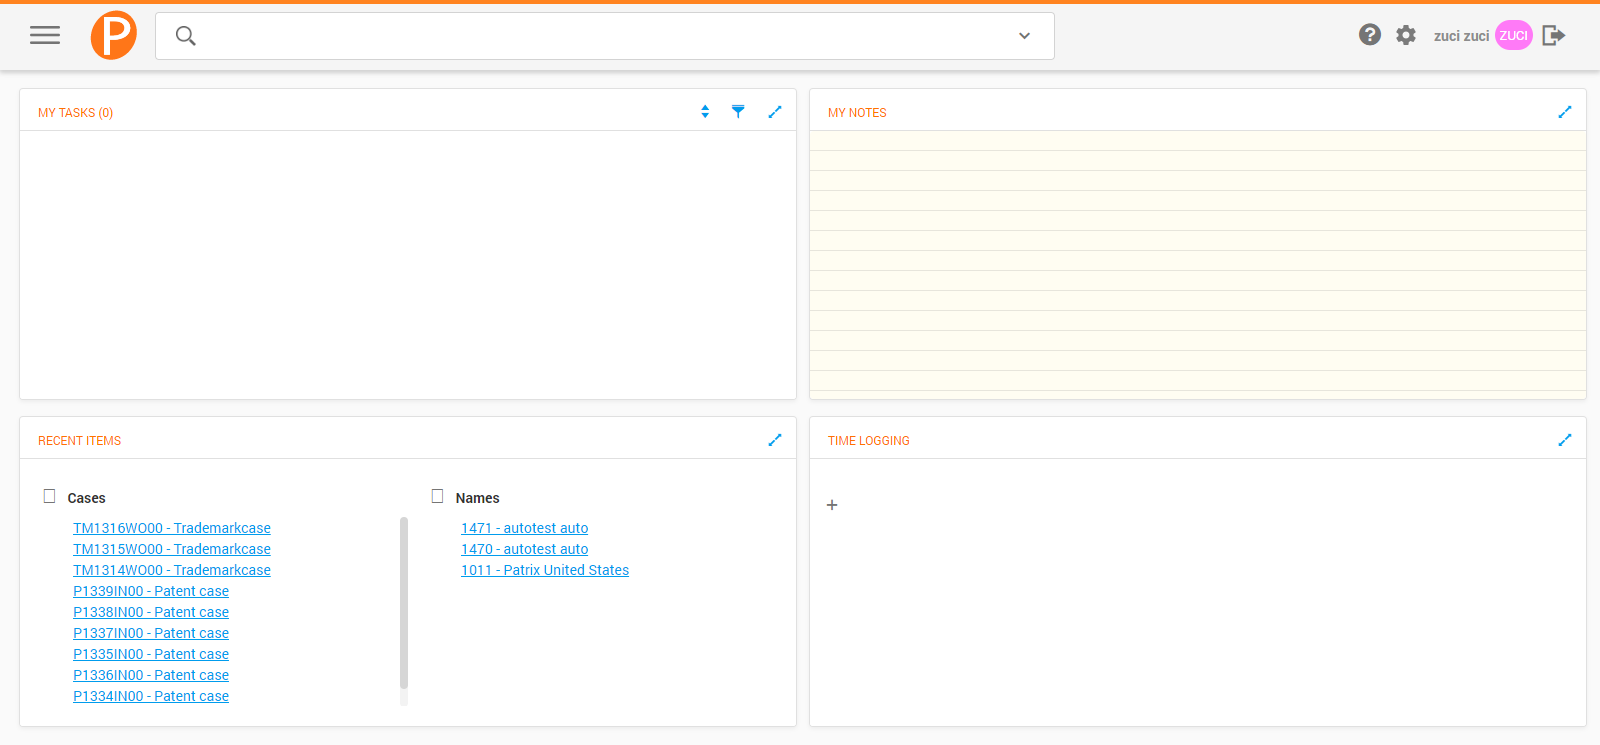 P
zuci zuci ZUCI
MY TASKS (0)
MY NOTES
RECENT ITEMS
Cases
TM1316WO00 - Trademarkcase
TM1315WO00 - Trademarkcase
TM1314WO00 - Trademarkcase
P1339IN00 - Patent case
P1338IN00 - Patent case
P1337IN00 - Patent case
P1335IN00 - Patent case
P1336IN00 - Patent case
P1334IN00 - Patent case
Names
1471 - autotest auto
1470 - autotest auto
1011 - Patrix United States
TIME LOGGING